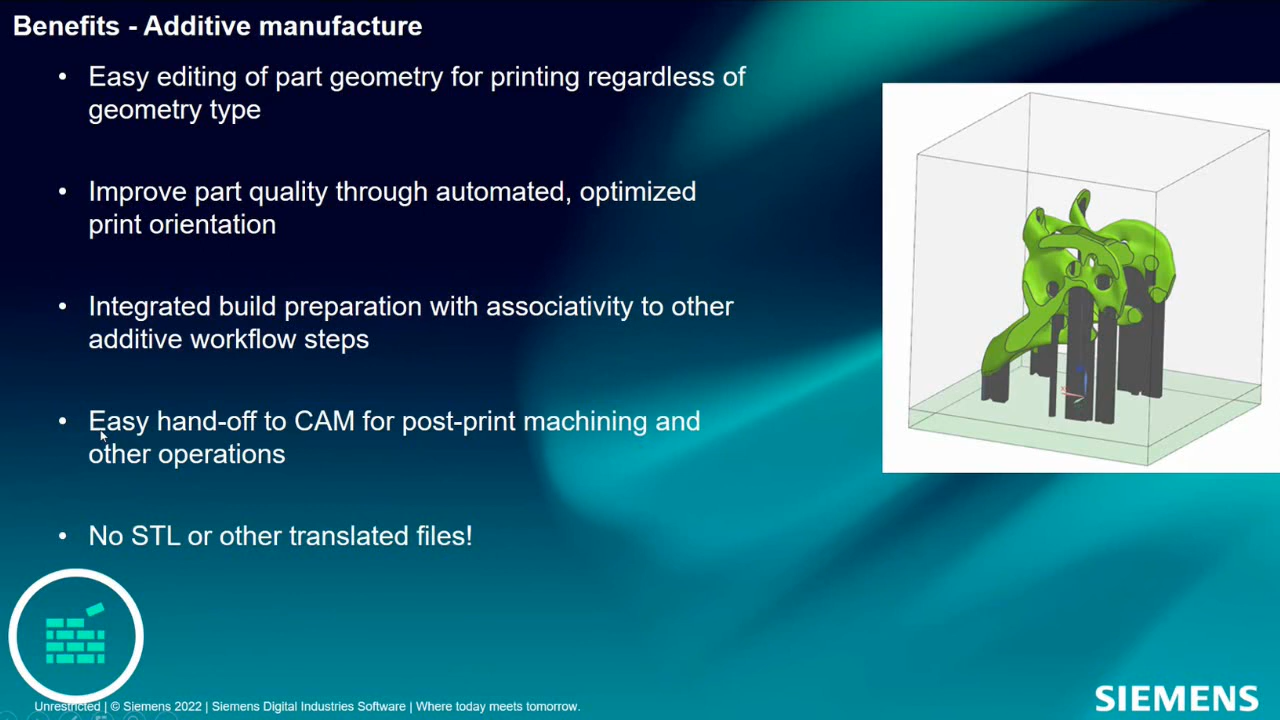 Benefits - Additive manufacture
• Easy editing of part geometry for printing regardless of
geometry type
• Improve part quality through automated, optimized
print orientation
• Integrated build preparation with associativity to other
additive workflow steps
• Easy hand-off to CAM for post-print machining and
other operations
• No STL or other translated files!
Unrestricted | © Siemens 2022 | Siemens Digital Industries Software | Where today meets tomorrow.
SIEMENS